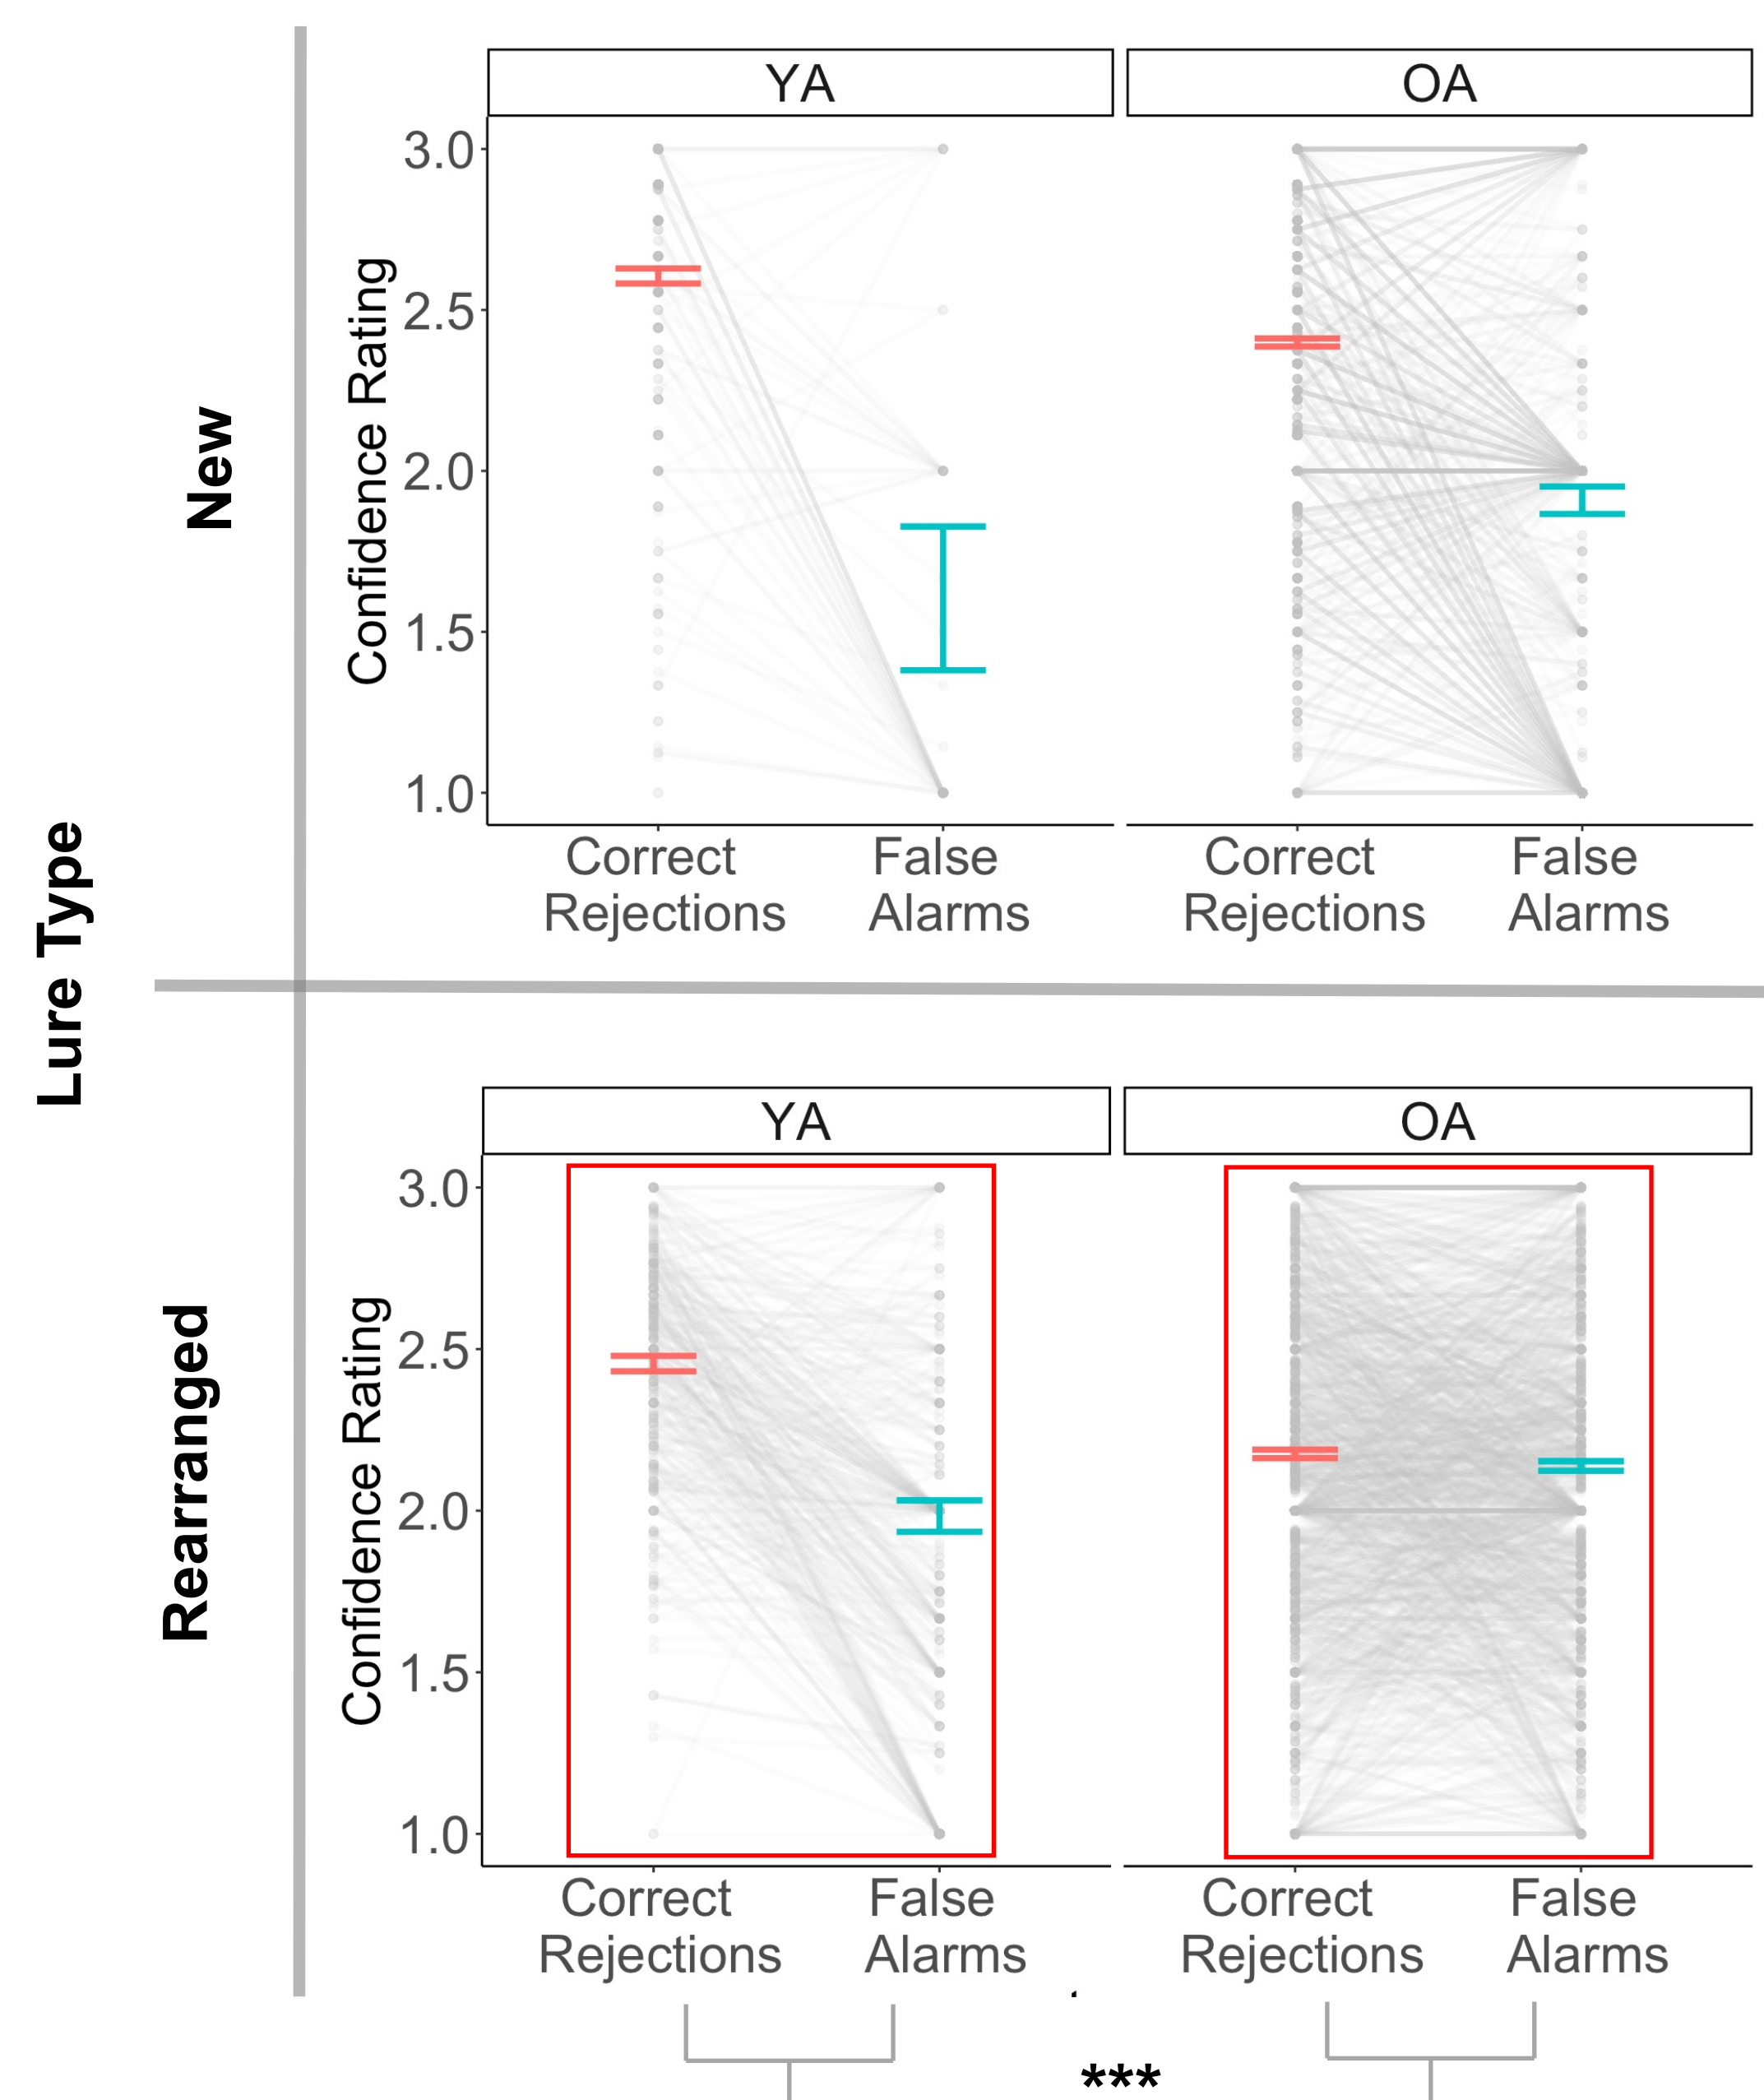 Lure Type
New
YA
OA
Confidence Rating
3.0
2.5
2.0
1.5
1.0
Correct
Rejections
False
Alarms
Correct
Rejections
False
Alarms
Rearranged
YA
OA
Confidence Rating
3.0
2.5
2.0
1.5
1.0
Correct
Rejections
False
Alarms
Correct
Rejections
False
Alarms
***